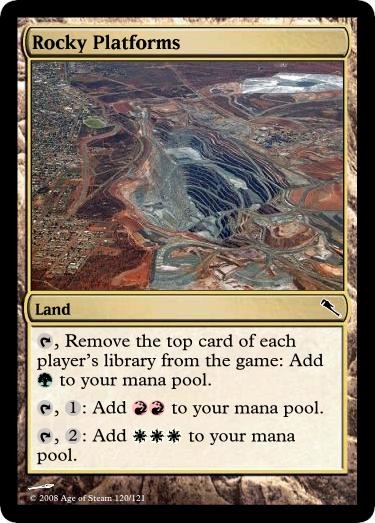 Rocky Platforms
Land
, Remove the top card of each
player's library from the game: Add
to your mana pool.
, 1: Add to your mana pool.
, 2: Add to your mana
pool.
© 2008 Age of Steam 120/121